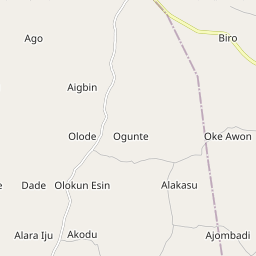 Ago
Biro
Aigbin
Olode
Ogunte
Oke Awon
Dade
Olokun Esin
Alakasu
Alara Iju
Akodu
Ajombadi